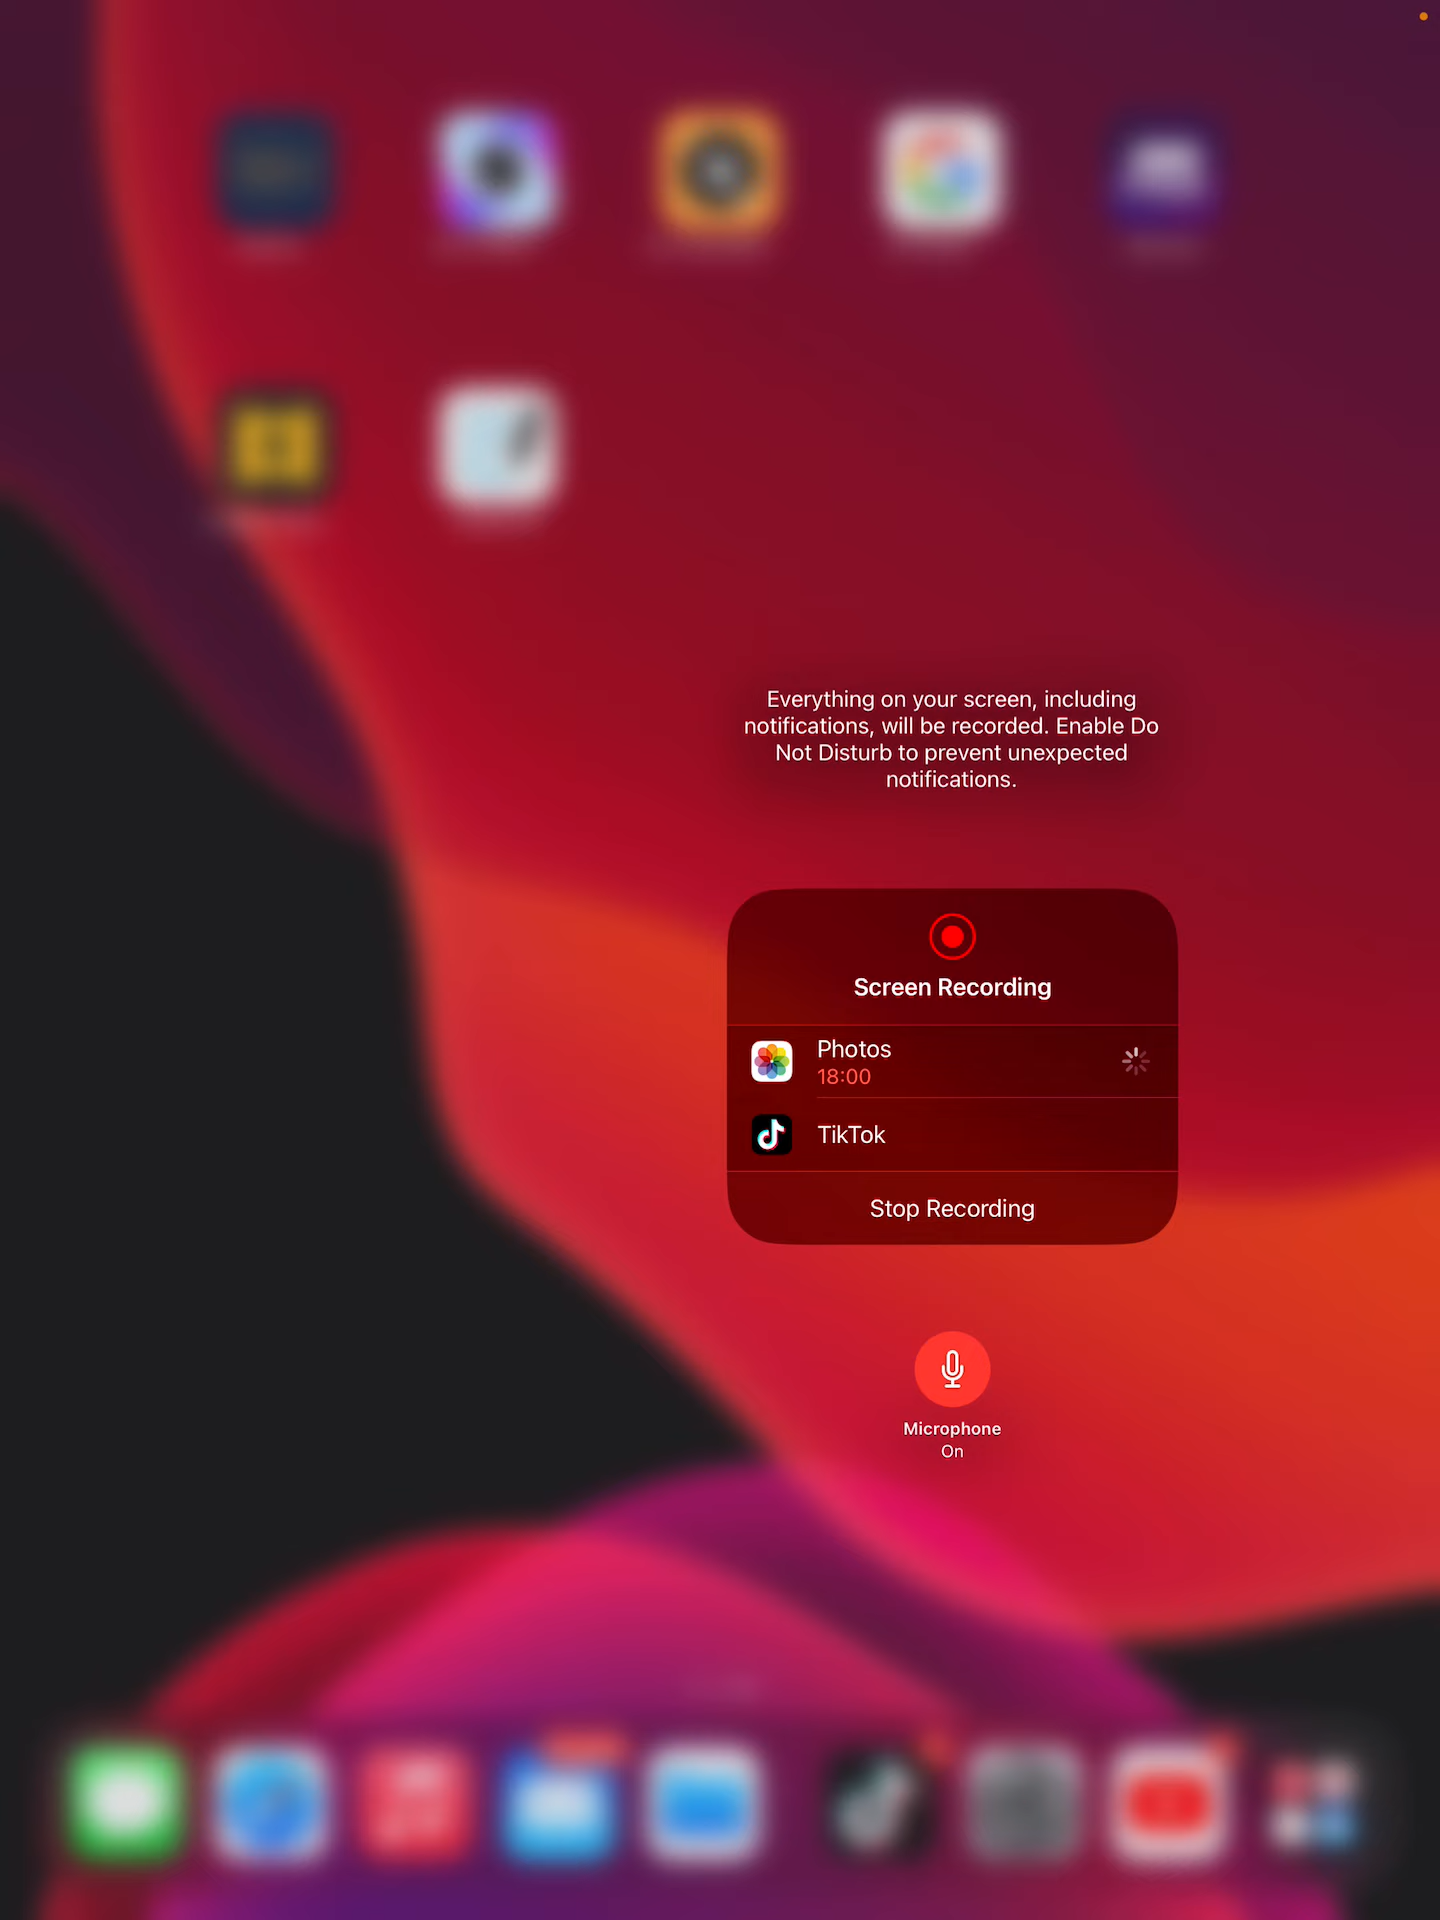 Everything on your screen, including
notifications, will be recorded. Enable Do
Not Disturb to prevent unexpected
notifications.
Screen Recording
Photos
18:00
TikTok
Stop Recording
Microphone
On